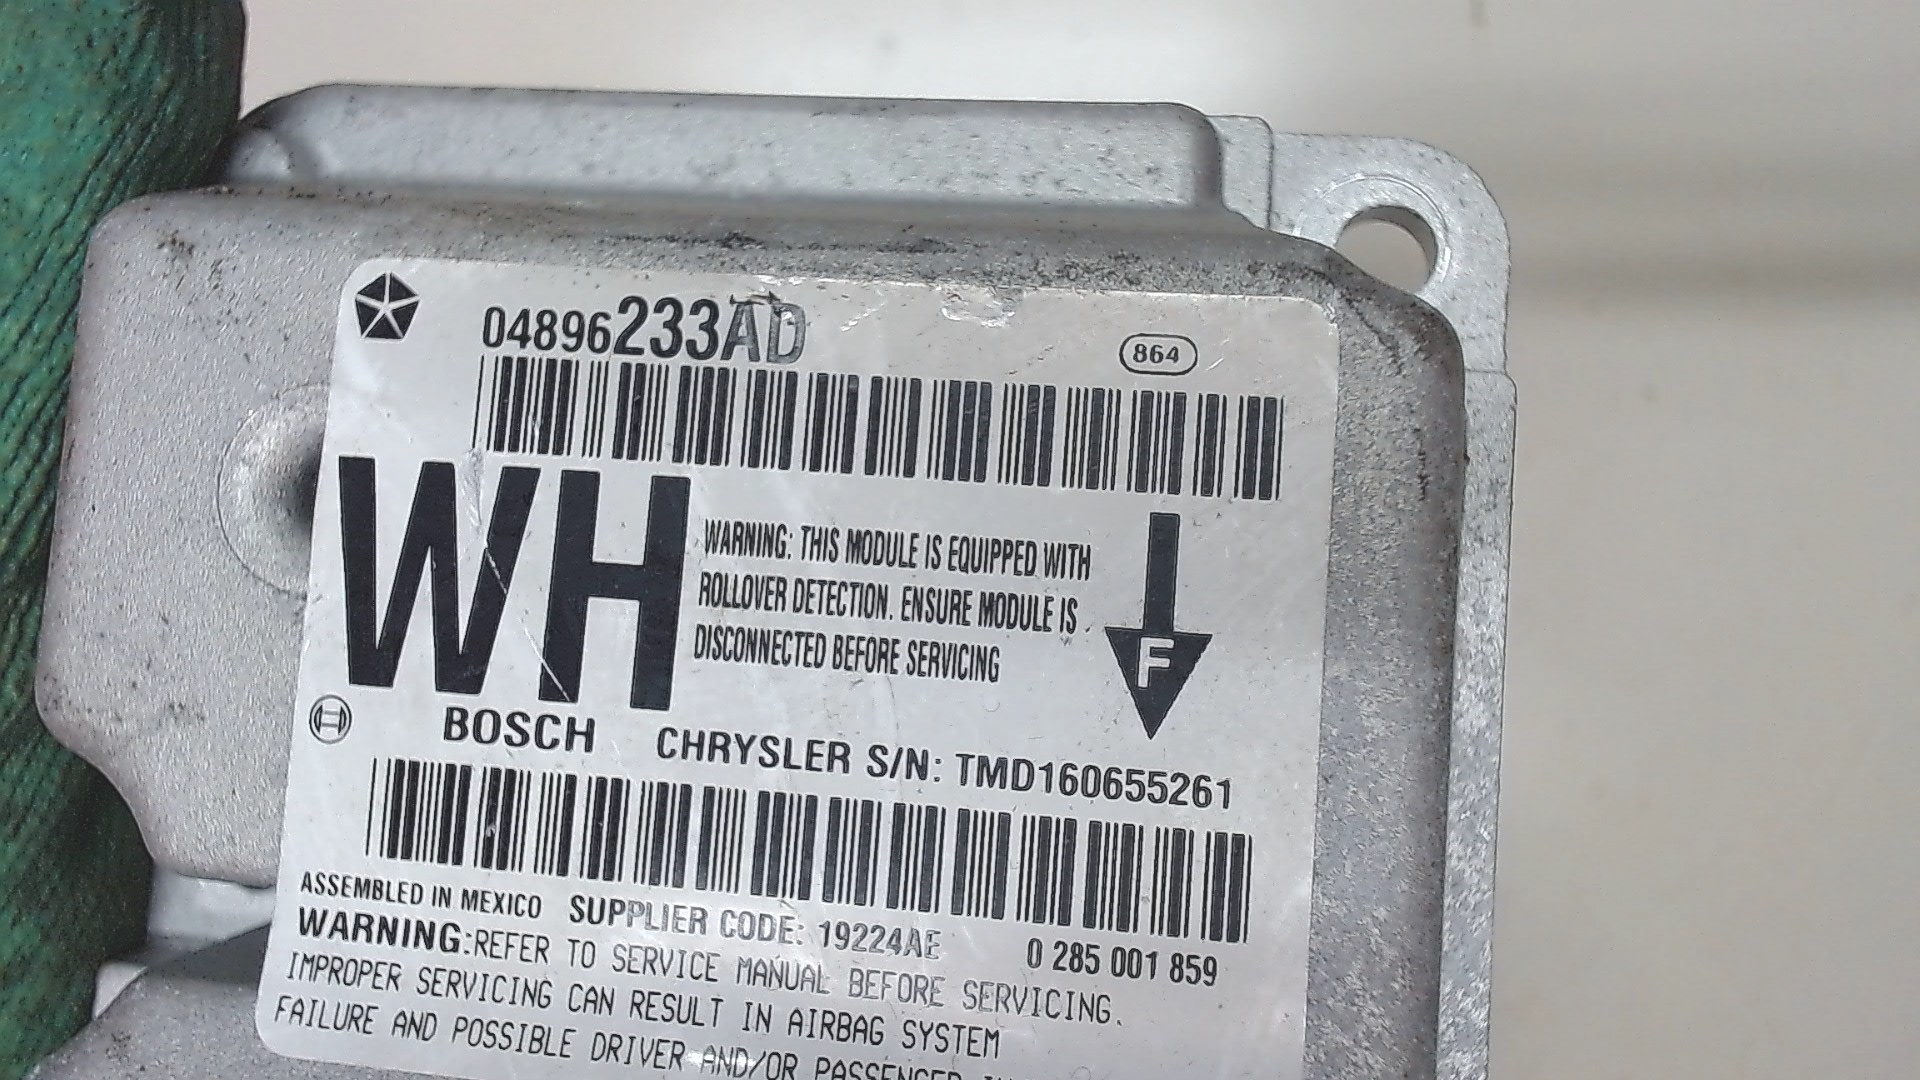 04896233AD
864
WH
WARNING: THIS MODULE IS EQUIPPED WITH
ROLLOVER DETECTION. ENSURE MODULE IS
DISCONNECTED BEFORE SERVICING
F
BOSCH CHRYSLER S/N: TMD160655261
ASSEMBLED IN MEXICO SUPPLIER CODE: 19224AE 0 285 001 859
WARNING:REFER TO SERVICE MANUAL BEFORE SERVICING.
IMPROPER SERVICING CAN RESULT IN AIRBAG SYSTEM
FAILURE AND POSSIBLE DRIVER AND/OR PASSENGER